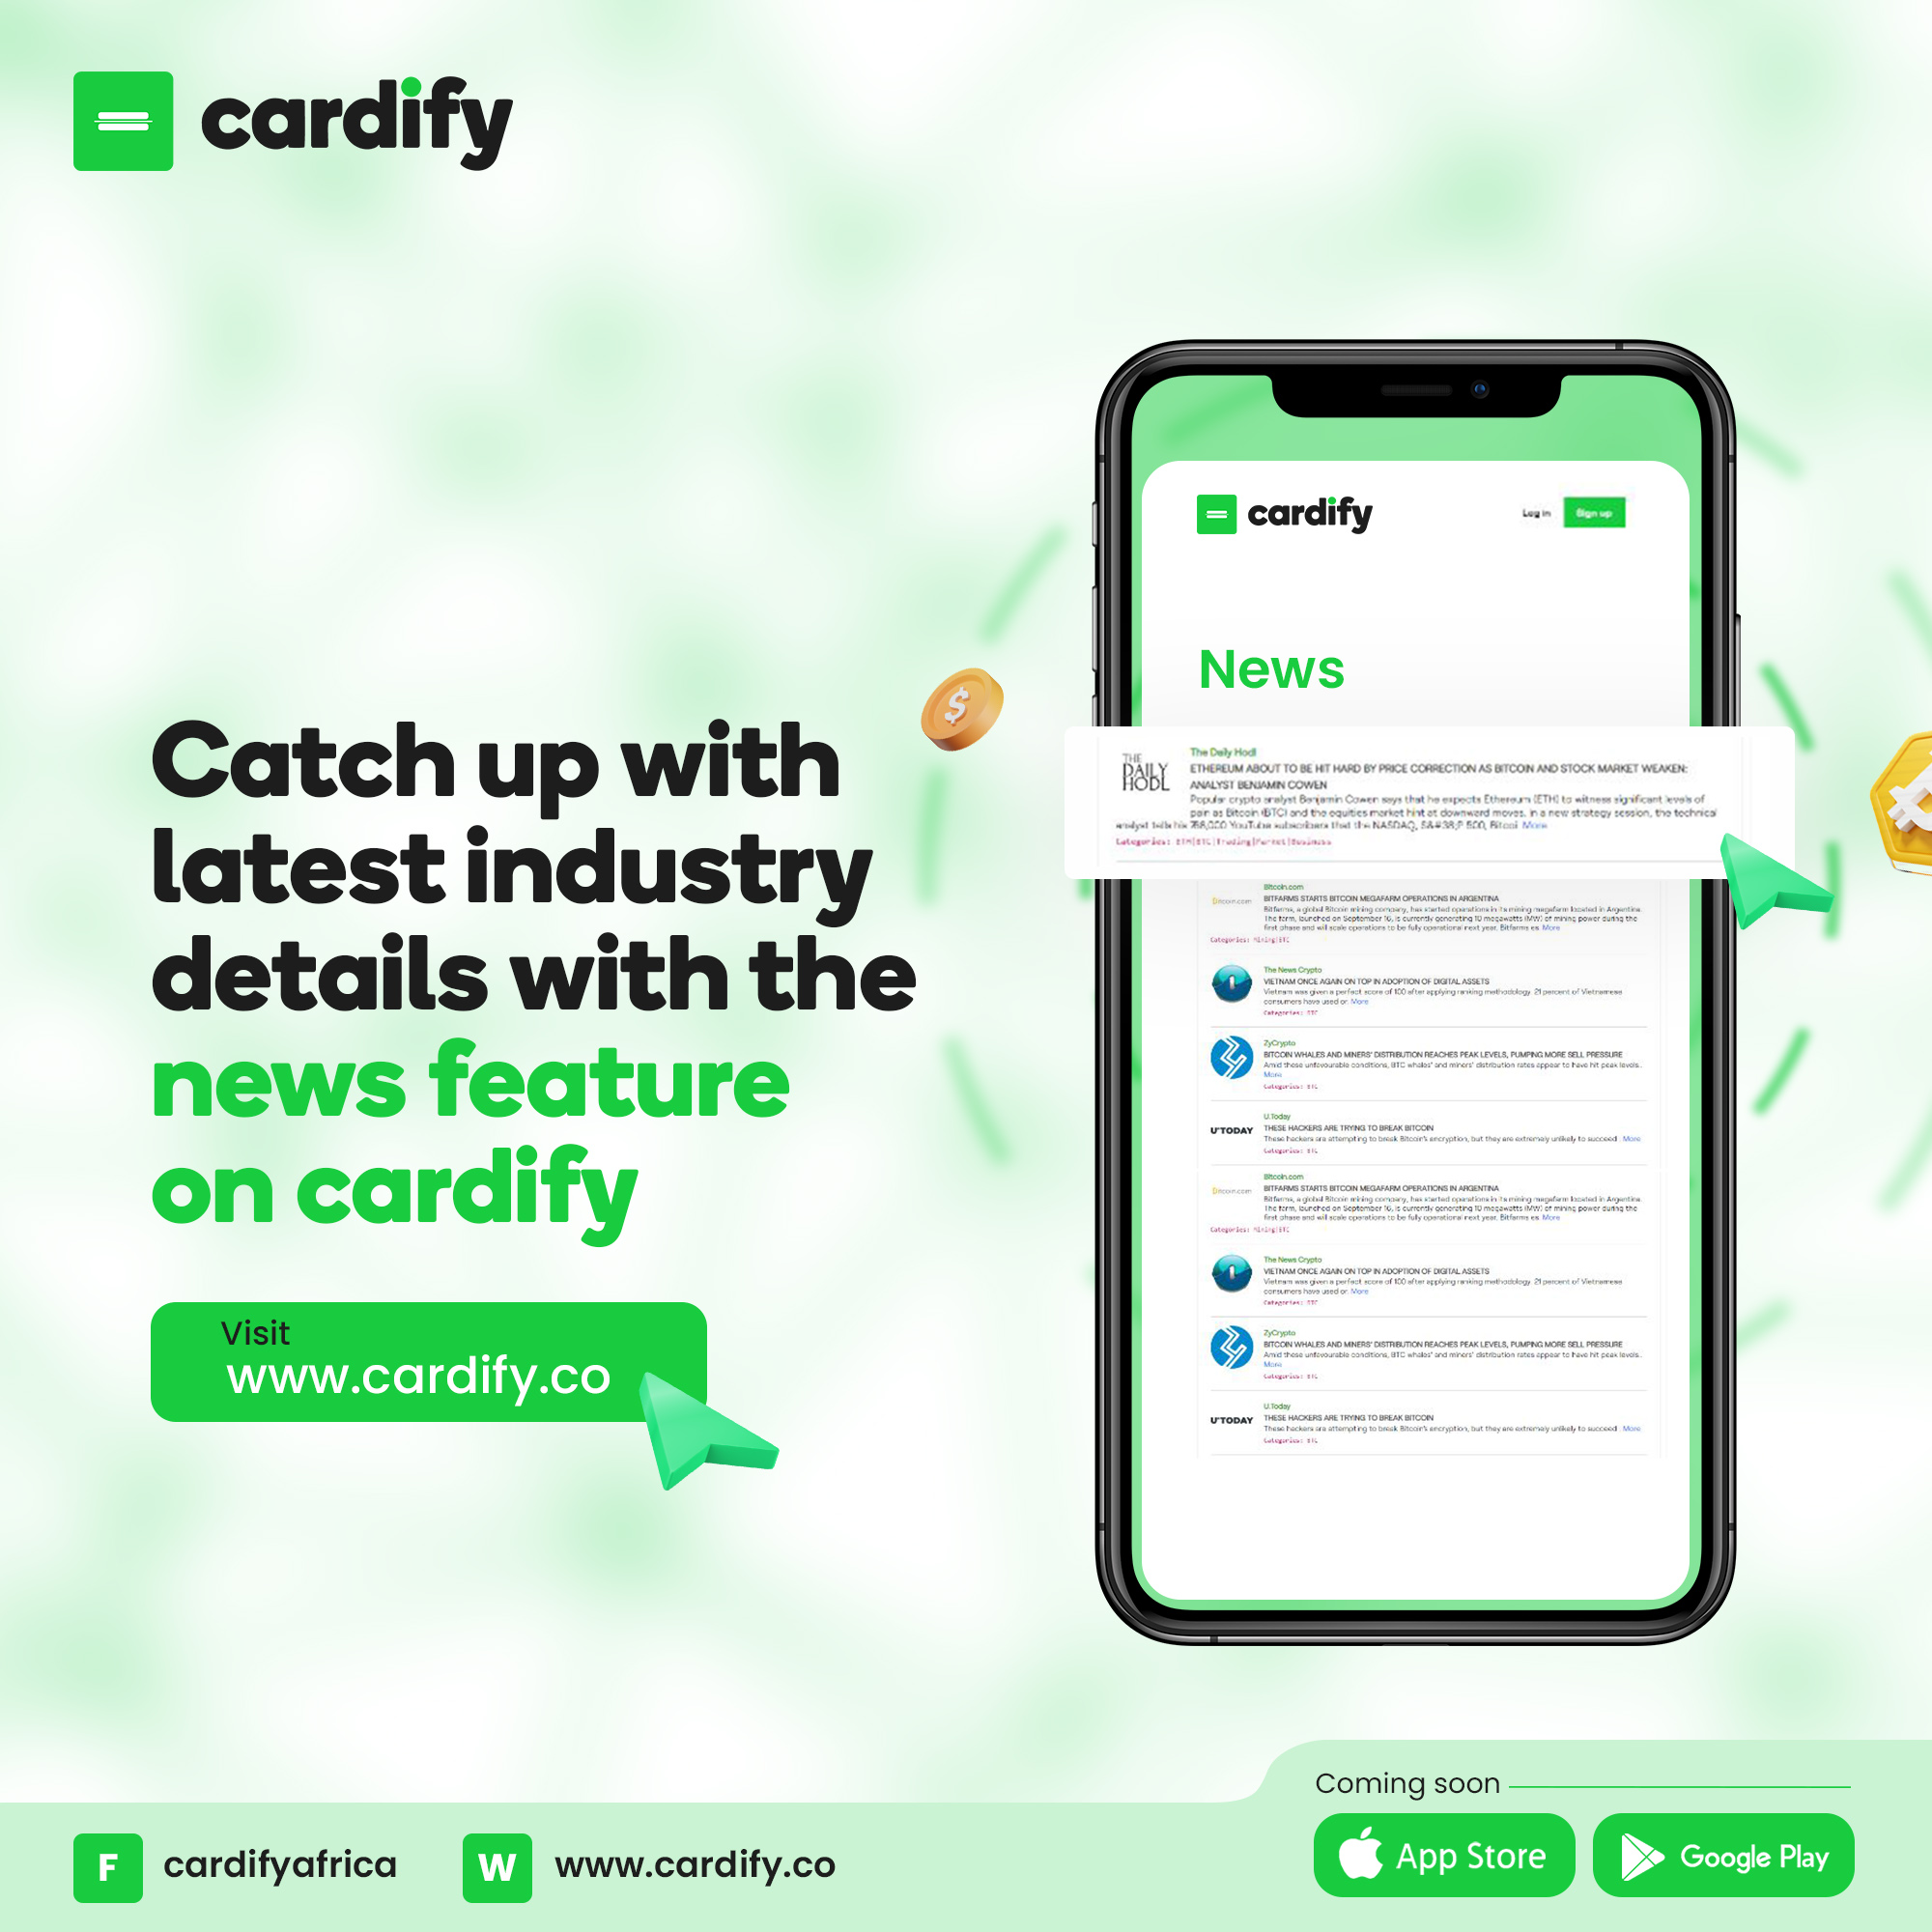 cardify
Catch up with
latest industry
details with the
news feature
on cardify
Visit
www.cardify.co
cardify
Log in
Sign up
News
THE
DAILY
HODL
The Daily Hodl
ETHEREUM ABOUT TO BE HIT HARD BY PRICE CORRECTION AS BITCOIN AND STOCK MARKET WEAKEN:
ANALYST BENJAMIN COWEN
Popular crypto analyst Benjamin Cowen says that he expects Ethereum (ETH) to witness significant levels of
pain as Bitcoin (BTC) and the equities market hint at downward moves. In a new strategy session, the technical
analyst tells his 768,000 YouTube subscribers that the NASDAQ, S&#38;P 500, Bitcoi More
Categories: ETH|BTC|Trading|Market|Business
Bitcoin.com
Bitcoin.com
BITFARMS STARTS BITCOIN MEGAFARM OPERATIONS IN ARGENTINA
Bitfarms, a global Bitcoin mining company, has started operations in its mining megafarm located in Argentina.
The farm, launched on September 16, is currently generating 10 megawatts (MW) of mining power during the
first phase and will scale operations to be fully operational next year. Bitfarms es More
Categories: Mining|BTC
The News Crypto
VIETNAM ONCE AGAIN ON TOP IN ADOPTION OF DIGITAL ASSETS
Vietnam was given a perfect score of 100 after applying ranking methodology. 21 percent of Vietnamese
consumers have used or More
Categories: BTC
ZyCrypto
BITCOIN WHALES AND MINERS' DISTRIBUTION REACHES PEAK LEVELS, PUMPING MORE SELL PRESSURE
Amid these unfavourable conditions, BTC whales' and miners' distribution rates appear to have hit peak levels..
More
Categories: BTC
U.Today
U'TODAY
THESE HACKERS ARE TRYING TO BREAK BITCOIN
These hackers are attempting to break Bitcoin's encryption, but they are extremely unlikely to succeed More
Categories: BTC
Bitcoin.com
Bitcoin.com
BITFARMS STARTS BITCOIN MEGAFARM OPERATIONS IN ARGENTINA
Bitfarms, a global Bitcoin mining company, has started operations in its mining megafarm located in Argentina.
The farm, launched on September 16, is currently generating 10 megawatts (MW) of mining power during the
first phase and will scale operations to be fully operational next year. Bitfarms es More
Categories: Mining|BTC
The News Crypto
VIETNAM ONCE AGAIN ON TOP IN ADOPTION OF DIGITAL ASSETS
Vietnam was given a perfect score of 100 after applying ranking methodology. 21 percent of Vietnamese
consumers have used or More
Categories: BTC
ZyCrypto
BITCOIN WHALES AND MINERS' DISTRIBUTION REACHES PEAK LEVELS, PUMPING MORE SELL PRESSURE
Amid these unfavourable conditions, BTC whales' and miners' distribution rates appear to have hit peak levels..
More
Categories: BTC
U.Today
U'TODAY
THESE HACKERS ARE TRYING TO BREAK BITCOIN
These hackers are attempting to break Bitcoin's encryption, but they are extremely unlikely to succeed More
Categories: BTC
Coming soon
App Store
Google Play
F cardifyafrica
W www.cardify.co